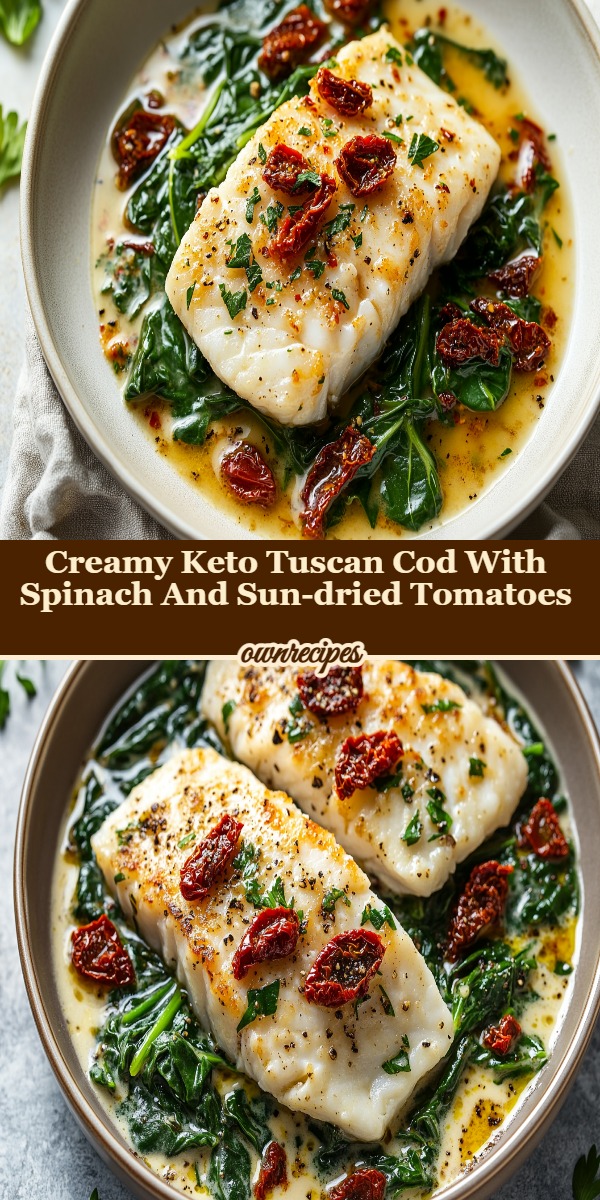 Creamy Keto Tuscan Cod With
Spinach And Sun-dried Tomatoes
ownrecipes